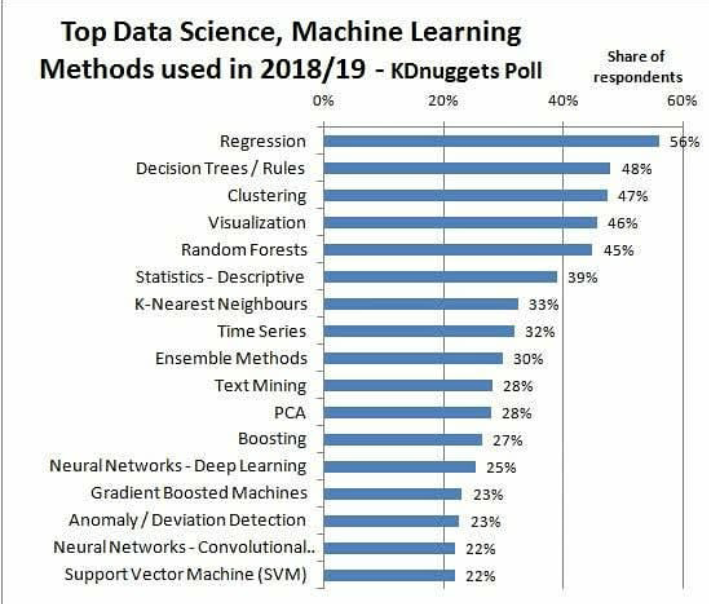 Top Data Science, Machine Learning
Methods used in 2018/19 - KDnuggets Poll
Share of
respondents
0% 20% 40% 60%
Regression 56%
Decision Trees / Rules 48%
Clustering 47%
Visualization 46%
Random Forests 45%
Statistics - Descriptive 39%
K-Nearest Neighbours 33%
Time Series 32%
Ensemble Methods 30%
Text Mining 28%
PCA 28%
Boosting 27%
Neural Networks - Deep Learning 25%
Gradient Boosted Machines 23%
Anomaly / Deviation Detection 23%
Neural Networks - Convolutional.. 22%
Support Vector Machine (SVM) 22%